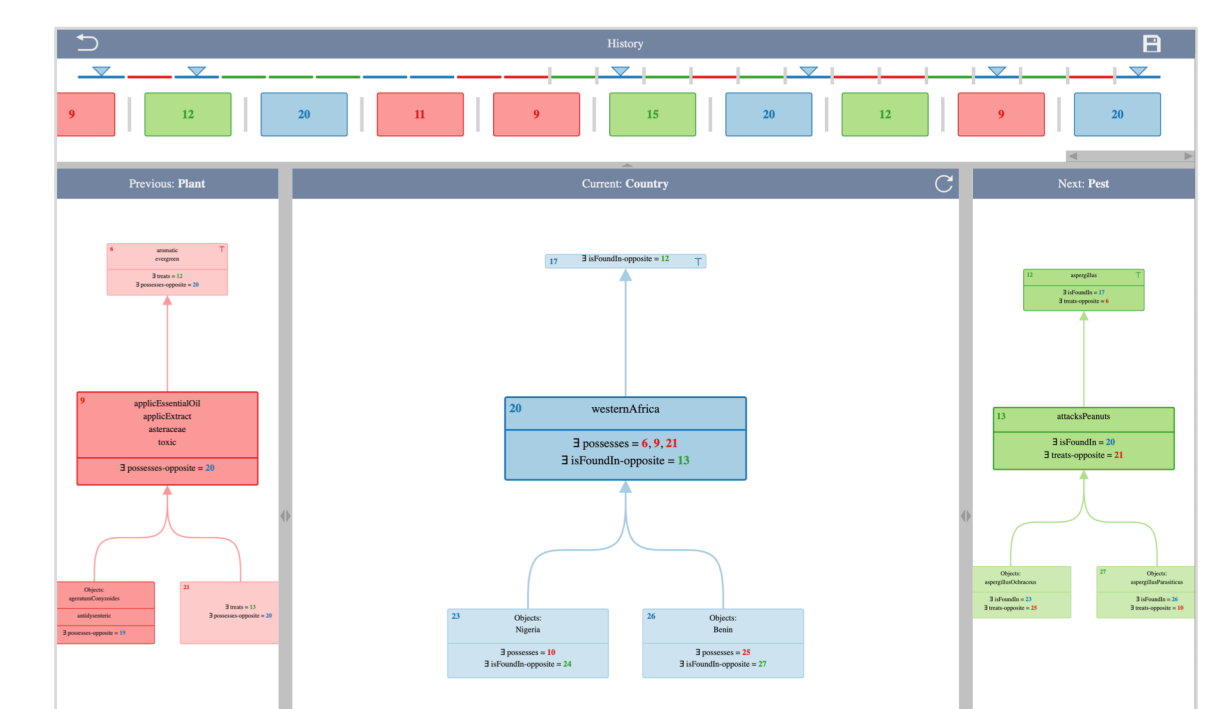 History
9 12 20 11 9 15 20 12 9 20
Previous: Plant
6 aromatic ⊤
evergreen
∃ treats = 12
∃ possesses-opposite = 20
9 applicEssentialOil
applicExtract
asteraceae
toxic
∃ possesses-opposite = 20
Objects:
ageratumConyzoides
antidysenteric
∃ possesses-opposite = 19
21
∃ treats = 13
∃ possesses-opposite = 20
Current: Country
17 ∃ isFoundIn-opposite = 12 ⊤
20 westernAfrica
∃ possesses = 6, 9, 21
∃ isFoundIn-opposite = 13
23 Objects:
Nigeria
∃ possesses = 10
∃ isFoundIn-opposite = 24
26 Objects:
Benin
∃ possesses = 25
∃ isFoundIn-opposite = 27
Next: Pest
12 aspergillus ⊤
∃ isFoundIn = 17
∃ treats-opposite = 6
13 attacksPeanuts
∃ isFoundIn = 20
∃ treats-opposite = 21
Objects:
aspergillusOchraceus
∃ isFoundIn = 23
∃ treats-opposite = 25
27 Objects:
aspergillusParasiticus
∃ isFoundIn = 26
∃ treats-opposite = 10